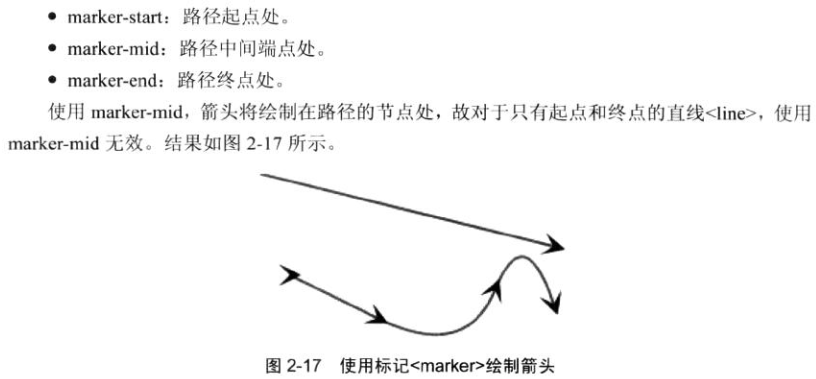 ● marker-start：路径起点处。
● marker-mid：路径中间端点处。
● marker-end：路径终点处。
使用 marker-mid，箭头将绘制在路径的节点处，故对于只有起点和终点的直线<line>，使用
marker-mid 无效。结果如图 2-17 所示。
图 2-17　使用标记<marker>绘制箭头